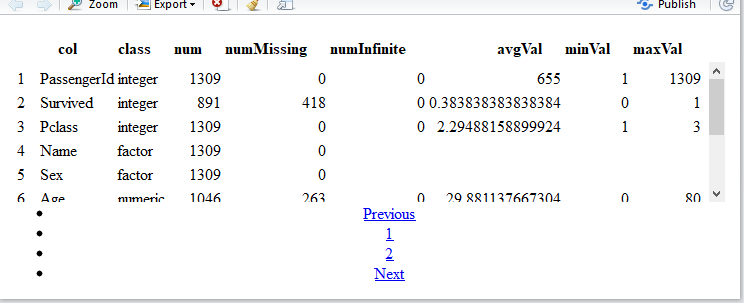 Zoom Export Publish
col class num numMissing numInfinite avgVal minVal maxVal
1 PassengerId integer 1309 0 0 655 1 1309
2 Survived integer 891 418 0 0.383838383838384 0 1
3 Pclass integer 1309 0 0 2.29488158899924 1 3
4 Name factor 1309 0
5 Sex factor 1309 0
6 Age numeric 1046 263 0 29.881137667304 0 80
Previous
1
2
Next